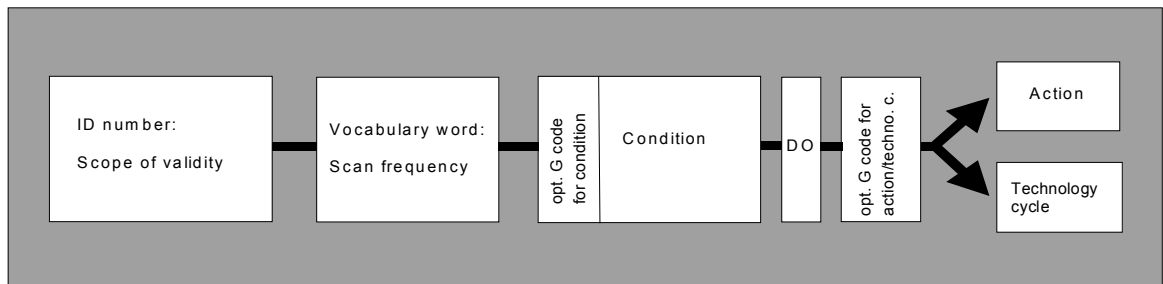 ID number:
Scope of validity
Vocabulary word:
Scan frequency
opt. G code
for condition
Condition
DO
opt. G code for
action/techno. c.
Action
Technology
cycle